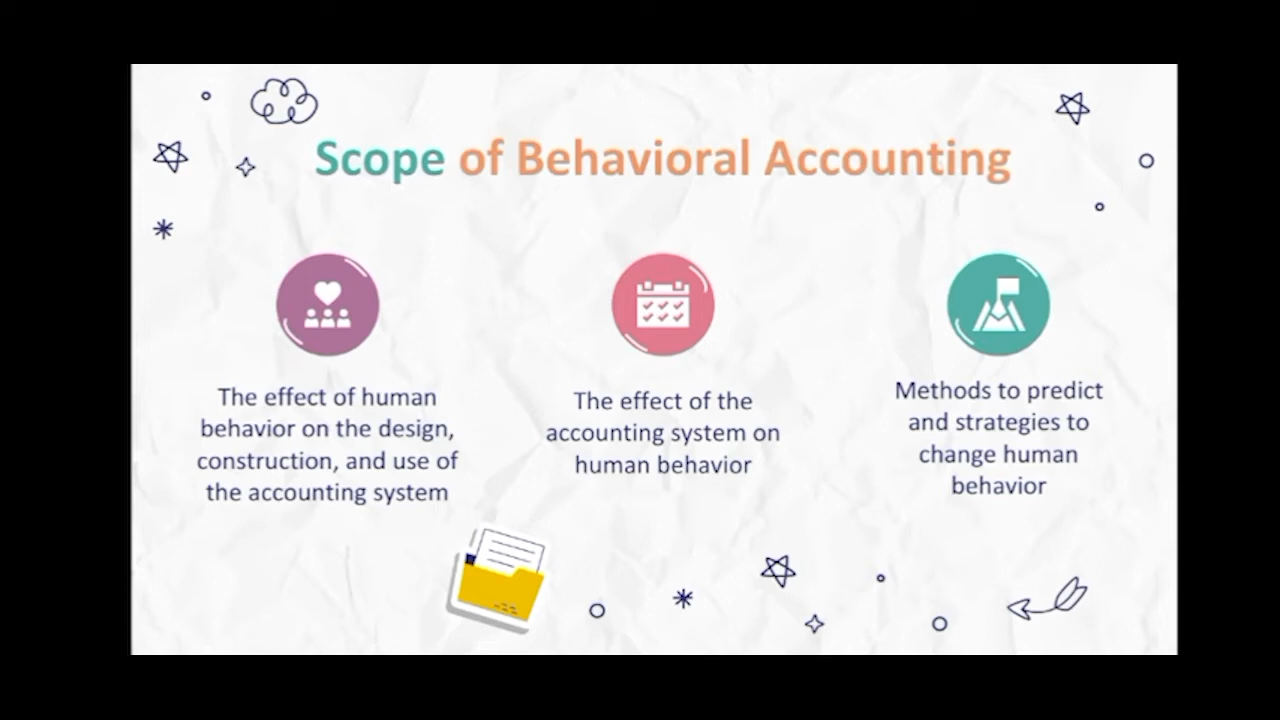 Scope of Behavioral Accounting
The effect of human
behavior on the design,
construction, and use of
the accounting system
The effect of the
accounting system on
human behavior
Methods to predict
and strategies to
change human
behavior